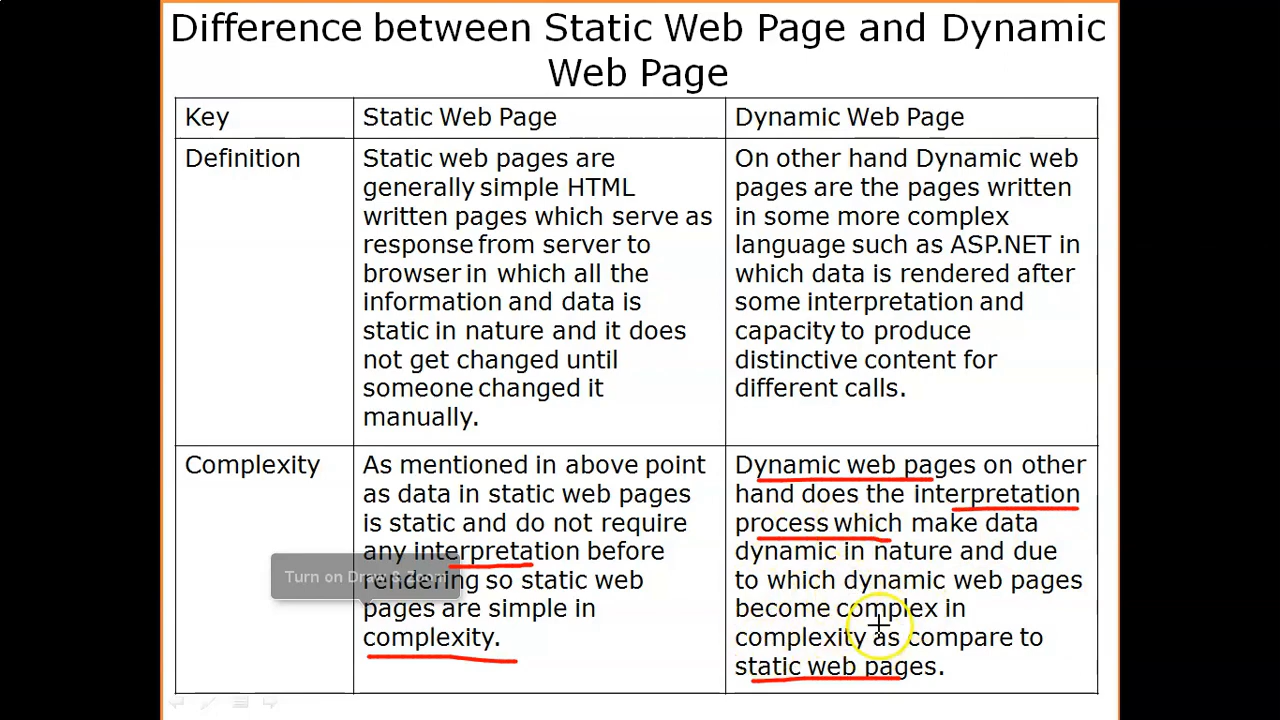 Difference between Static Web Page and Dynamic
Web Page
Key
Static Web Page
Dynamic Web Page
Definition
Static web pages are
generally simple HTML
written pages which serve as
response from server to
browser in which all the
information and data is
static in nature and it does
not get changed until
someone changed it
manually.
On other hand Dynamic web
pages are the pages written
in some more complex
language such as ASP.NET in
which data is rendered after
some interpretation and
capacity to produce
distinctive content for
different calls.
Complexity
As mentioned in above point
as data in static web pages
is static and do not require
any interpretation before
rendering so static web
pages are simple in
complexity.
Turn on Draw & Zoom
Dynamic web pages on other
hand does the interpretation
process which make data
dynamic in nature and due
to which dynamic web pages
become complex in
complexity as compare to
static web pages.